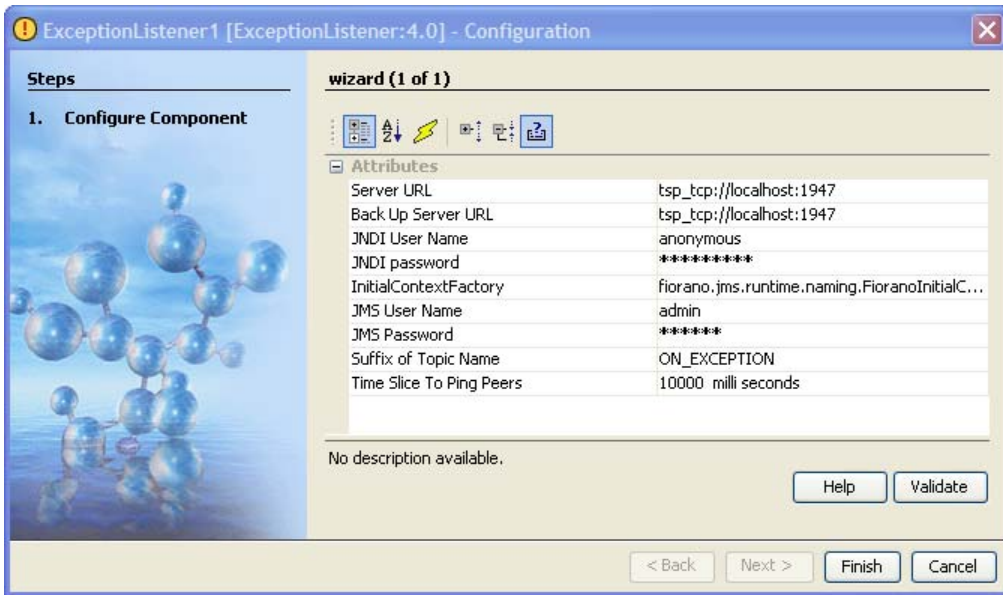 ExceptionListener1 [ExceptionListener:4.0] - Configuration
Steps
1. Configure Component
wizard (1 of 1)
Attributes
Server URL tsp_tcp://localhost:1947
Back Up Server URL tsp_tcp://localhost:1947
JNDI User Name anonymous
JNDI password *********
InitialContextFactory fiorano.jms.runtime.naming.FioranoInitialC...
JMS User Name admin
JMS Password ******
Suffix of Topic Name ON_EXCEPTION
Time Slice To Ping Peers 10000 milli seconds
No description available.
Help Validate
< Back Next > Finish Cancel